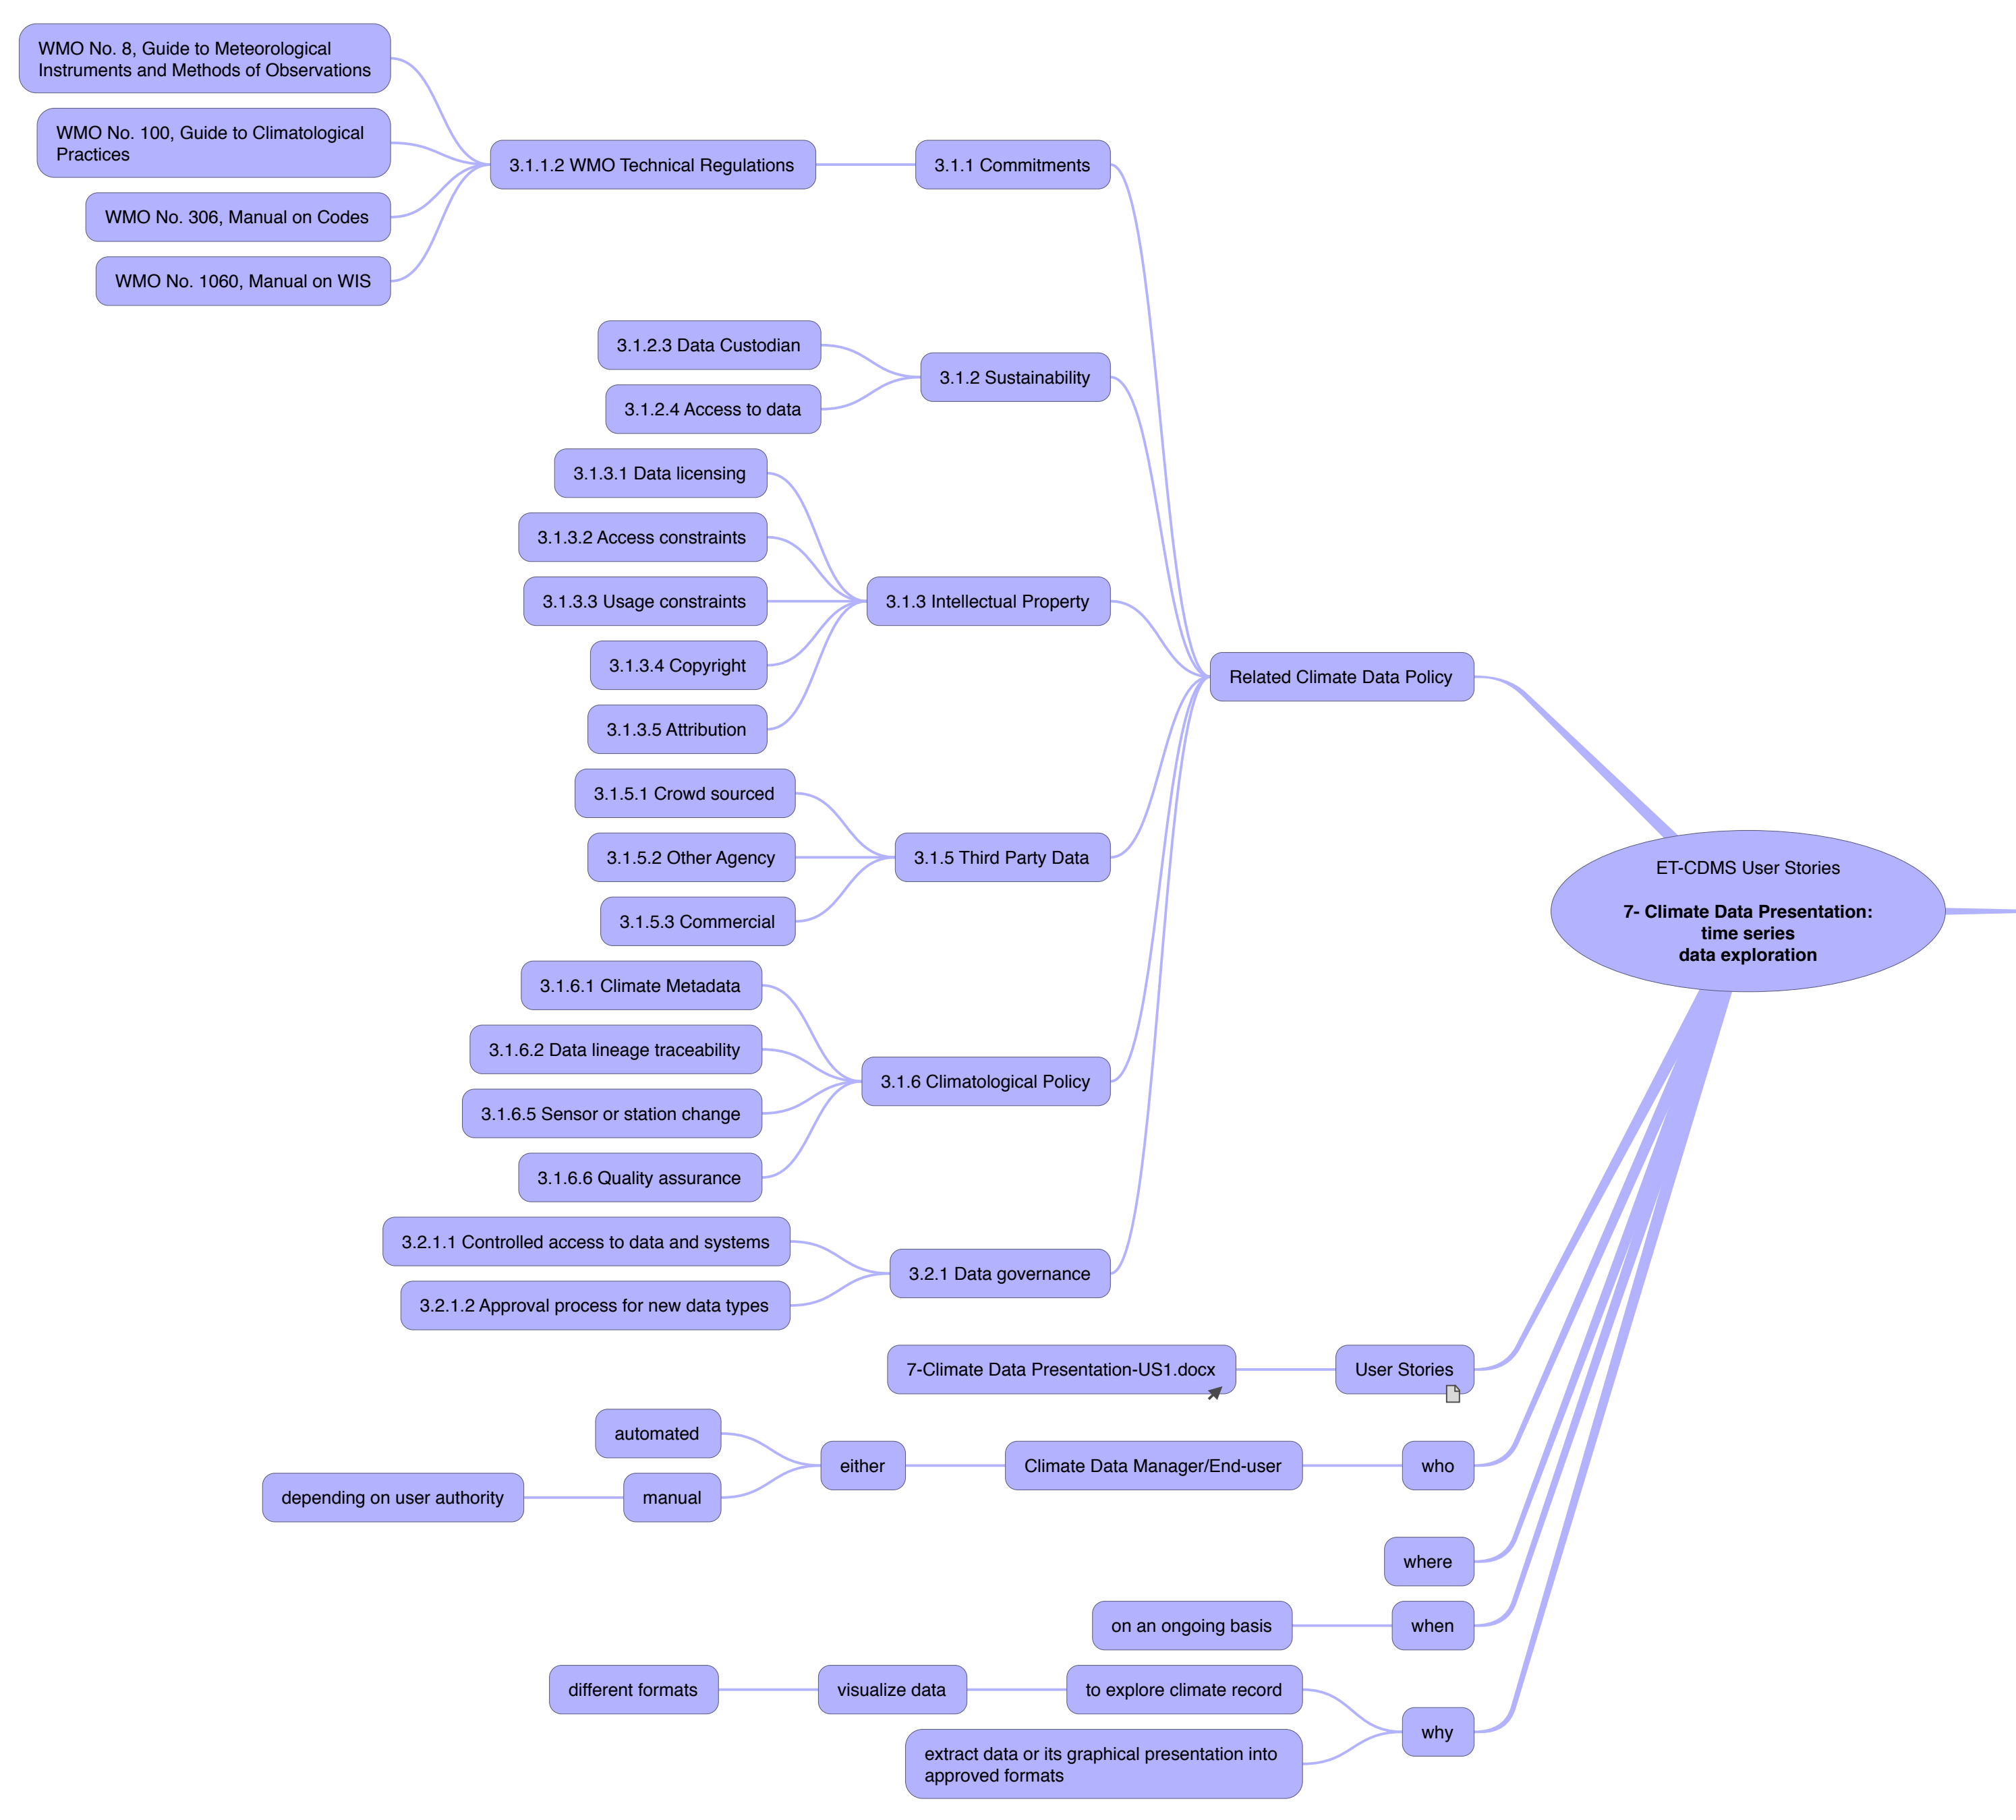 WMO No. 8, Guide to Meteorological
Instruments and Methods of Observations
WMO No. 100, Guide to Climatological
Practices
WMO No. 306, Manual on Codes
WMO No. 1060, Manual on WIS
3.1.1.2 WMO Technical Regulations
3.1.1 Commitments
3.1.2.3 Data Custodian
3.1.2.4 Access to data
3.1.2 Sustainability
3.1.3.1 Data licensing
3.1.3.2 Access constraints
3.1.3.3 Usage constraints
3.1.3.4 Copyright
3.1.3.5 Attribution
3.1.3 Intellectual Property
3.1.5.1 Crowd sourced
3.1.5.2 Other Agency
3.1.5.3 Commercial
3.1.5 Third Party Data
3.1.6.1 Climate Metadata
3.1.6.2 Data lineage traceability
3.1.6.5 Sensor or station change
3.1.6.6 Quality assurance
3.1.6 Climatological Policy
3.2.1.1 Controlled access to data and systems
3.2.1.2 Approval process for new data types
3.2.1 Data governance
Related Climate Data Policy
ET-CDMS User Stories
7- Climate Data Presentation:
time series
data exploration
7-Climate Data Presentation-US1.docx
User Stories
automated
depending on user authority
manual
either
Climate Data Manager/End-user
who
where
on an ongoing basis
when
different formats
visualize data
to explore climate record
extract data or its graphical presentation into
approved formats
why